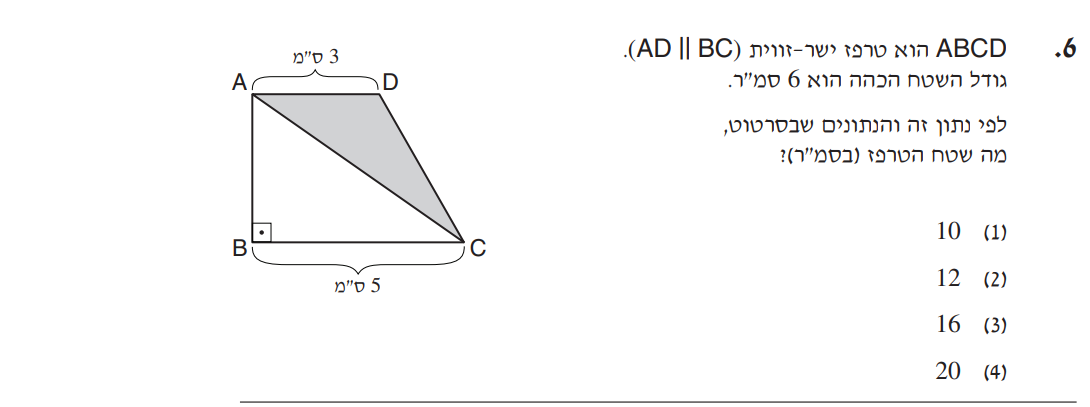 .6 ABCD הוא טרפז ישר-זווית (AD || BC).
גודל השטח הכהה הוא 6 סמ"ר.
לפי נתון זה והנתונים שבסרטוט,
מה שטח הטרפז (בסמ"ר)?
(1) 10
(2) 12
(3) 16
(4) 20
3 ס"מ
A D
B C
5 ס"מ